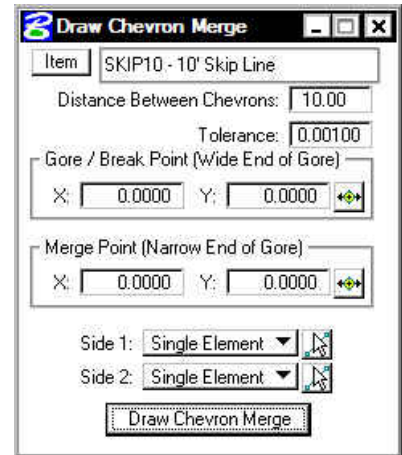 Draw Chevron Merge
Item SKIP10 - 10' Skip Line
Distance Between Chevrons: 10.00
Tolerance: 0.00100
Gore / Break Point (Wide End of Gore)
X: 0.0000 Y: 0.0000
Merge Point (Narrow End of Gore)
X: 0.0000 Y: 0.0000
Side 1: Single Element
Side 2: Single Element
Draw Chevron Merge